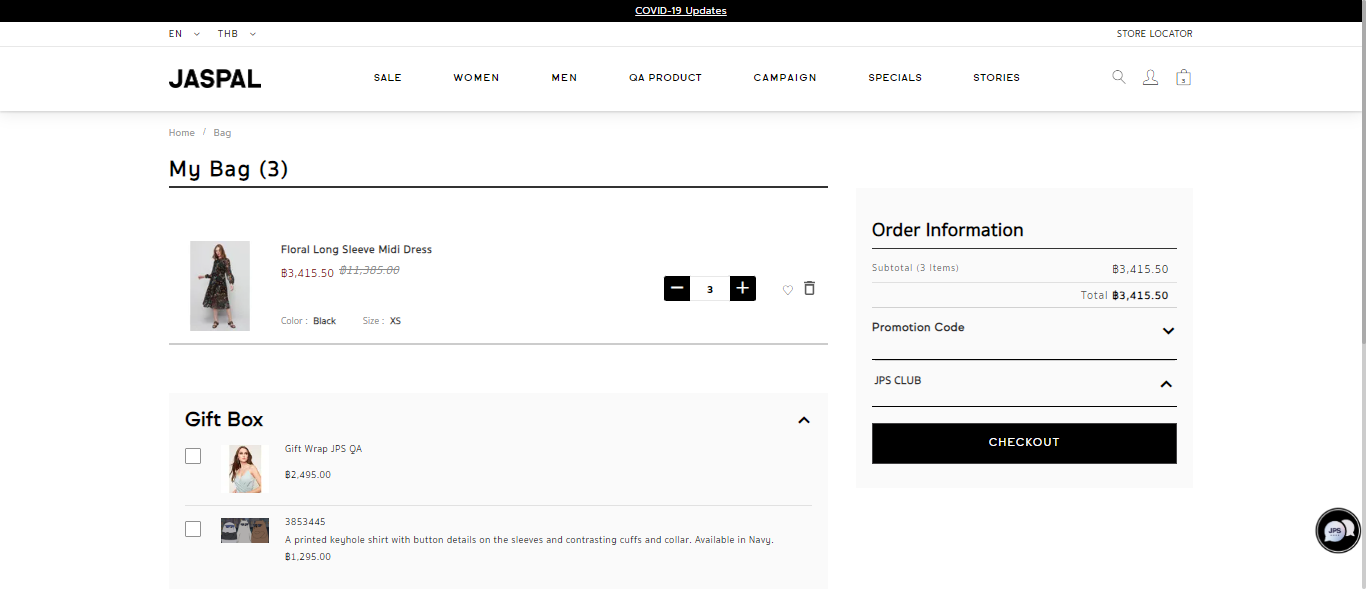 COVID-19 Updates
EN THB STORE LOCATOR
JASPAL SALE WOMEN MEN QA PRODUCT CAMPAIGN SPECIALS STORIES 3
Home / Bag
My Bag (3)
Floral Long Sleeve Midi Dress
฿3,415.50 ฿11,385.00
3
Color : Black Size : XS
Gift Box
Gift Wrap JPS QA
฿2,495.00
3853445
A printed keyhole shirt with button details on the sleeves and contrasting cuffs and collar. Available in Navy.
฿1,295.00
Order Information
Subtotal (3 Items) ฿3,415.50
Total ฿3,415.50
Promotion Code
JPS CLUB
CHECKOUT
JPS